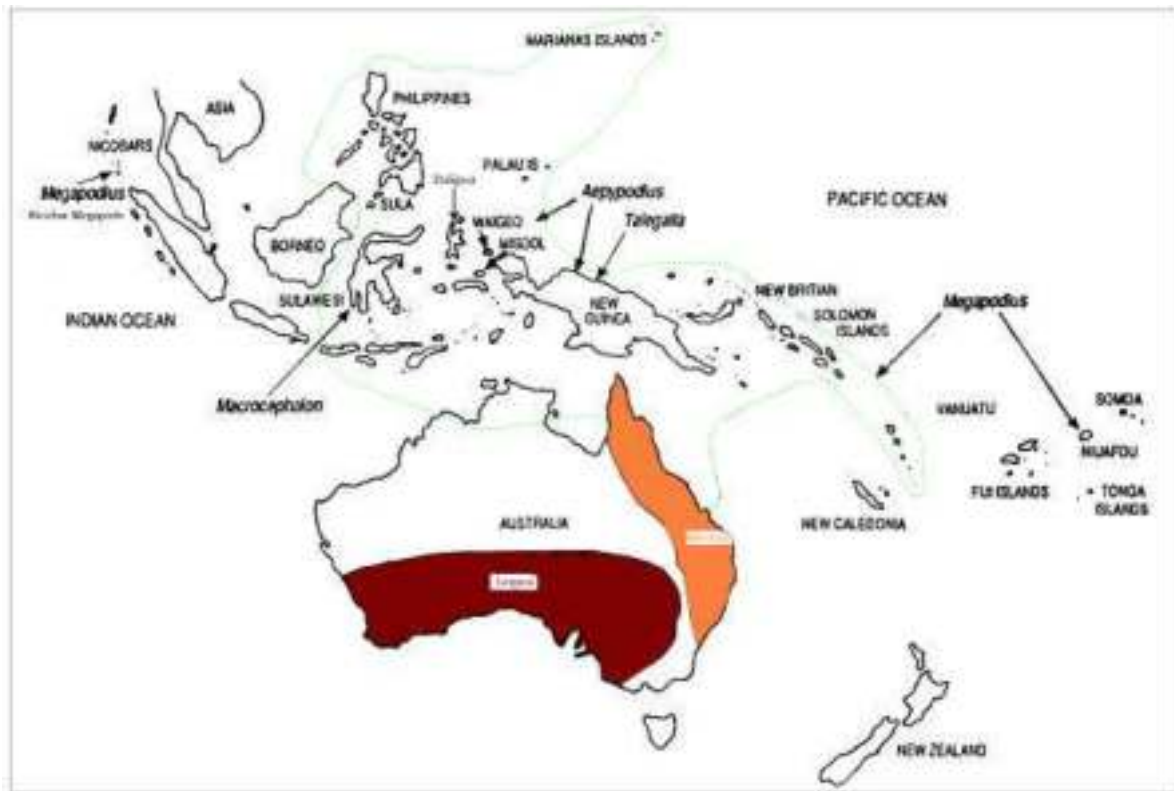 MARIANAS ISLANDS
ASIA
PHILIPPINES
NICOBARS
PALAU IS
Megapodius
Nicobar Megapode
SULA
Aepypodius
Talegalla
PACIFIC OCEAN
WAIGEO
MISOOL
BORNEO
SULAWESI
NEW
GUINEA
NEW BRITIAN
SOLOMON
ISLANDS
Megapodius
INDIAN OCEAN
Macrocephalon
VANUATU
SOMOA
NIUAFOU
FIJI ISLANDS
TONGA
ISLANDS
NEW CALEDONIA
AUSTRALIA
NEW ZEALAND